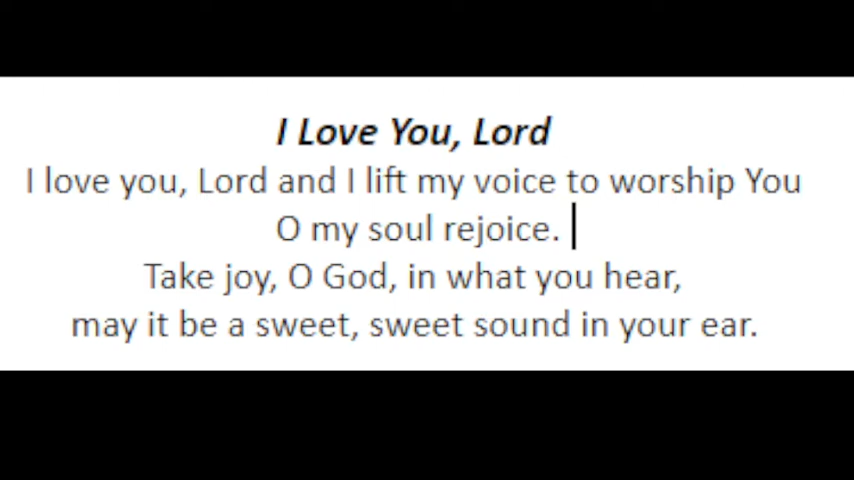 I Love You, Lord
I love you, Lord and I lift my voice to worship You
O my soul rejoice.
Take joy, O God, in what you hear,
may it be a sweet, sweet sound in your ear.